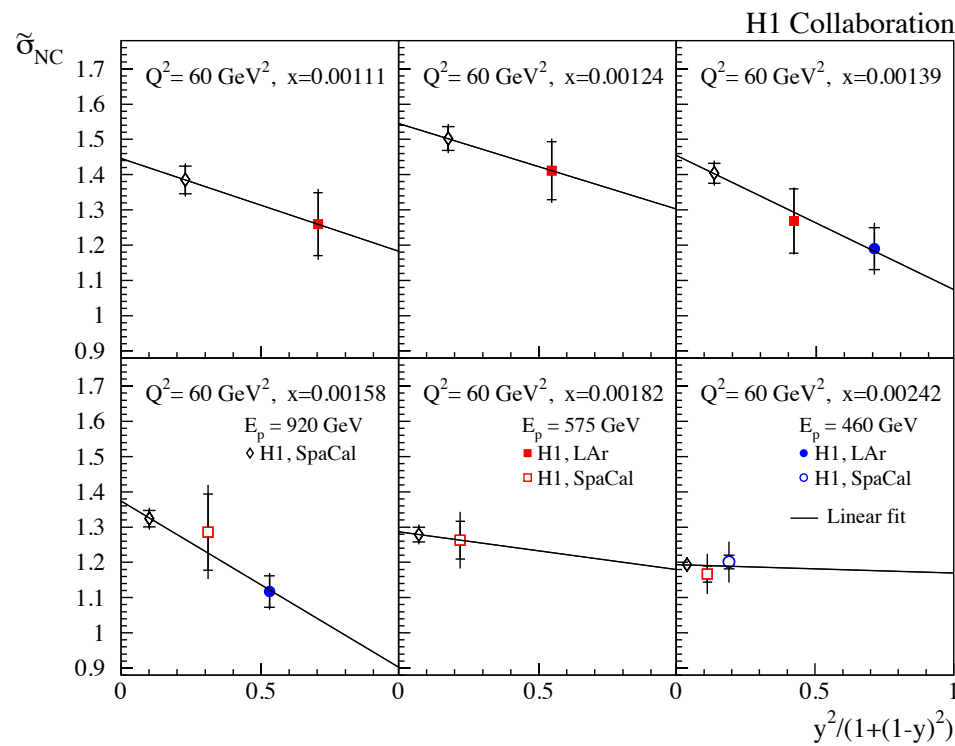 H1 Collaboration
σ̃_NC
Q²= 60 GeV², x=0.00111
Q²= 60 GeV², x=0.00124
Q²= 60 GeV², x=0.00139
1.7
1.6
1.5
1.4
1.3
1.2
1.1
1
0.9
Q²= 60 GeV², x=0.00158
E_p = 920 GeV
H1, SpaCal
Q²= 60 GeV², x=0.00182
E_p = 575 GeV
H1, LAr
H1, SpaCal
Q²= 60 GeV², x=0.00242
E_p = 460 GeV
H1, LAr
H1, SpaCal
Linear fit
1.7
1.6
1.5
1.4
1.3
1.2
1.1
1
0.9
0 0.5 0 0.5 0 0.5 1
y²/(1+(1-y)²)